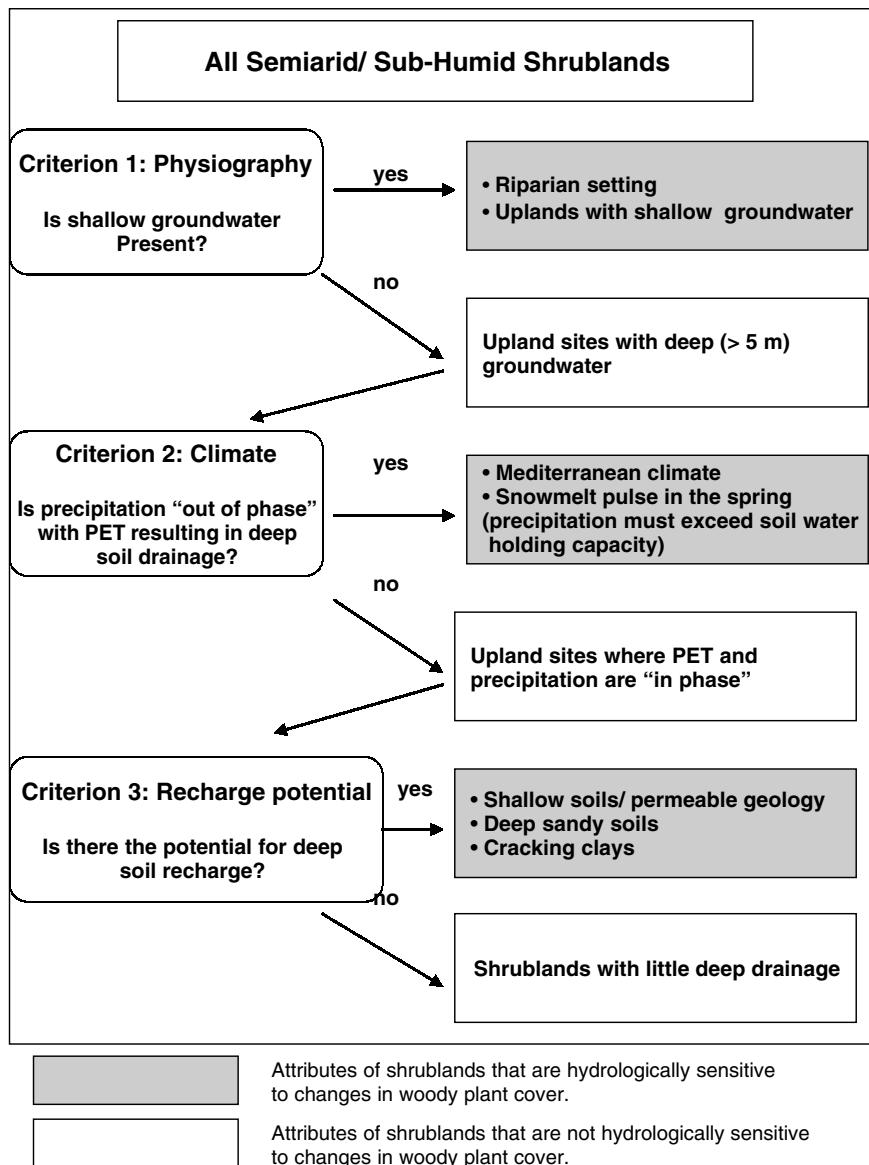 All Semiarid/ Sub-Humid Shrublands
Criterion 1: Physiography
Is shallow groundwater
Present?
yes
• Riparian setting
• Uplands with shallow groundwater
no
Upland sites with deep (> 5 m)
groundwater
Criterion 2: Climate
Is precipitation “out of phase”
with PET resulting in deep
soil drainage?
yes
• Mediterranean climate
• Snowmelt pulse in the spring
(precipitation must exceed soil water
holding capacity)
no
Upland sites where PET and
precipitation are “in phase”
Criterion 3: Recharge potential
Is there the potential for deep
soil recharge?
yes
• Shallow soils/ permeable geology
• Deep sandy soils
• Cracking clays
no
Shrublands with little deep drainage
Attributes of shrublands that are hydrologically sensitive
to changes in woody plant cover.
Attributes of shrublands that are not hydrologically sensitive
to changes in woody plant cover.